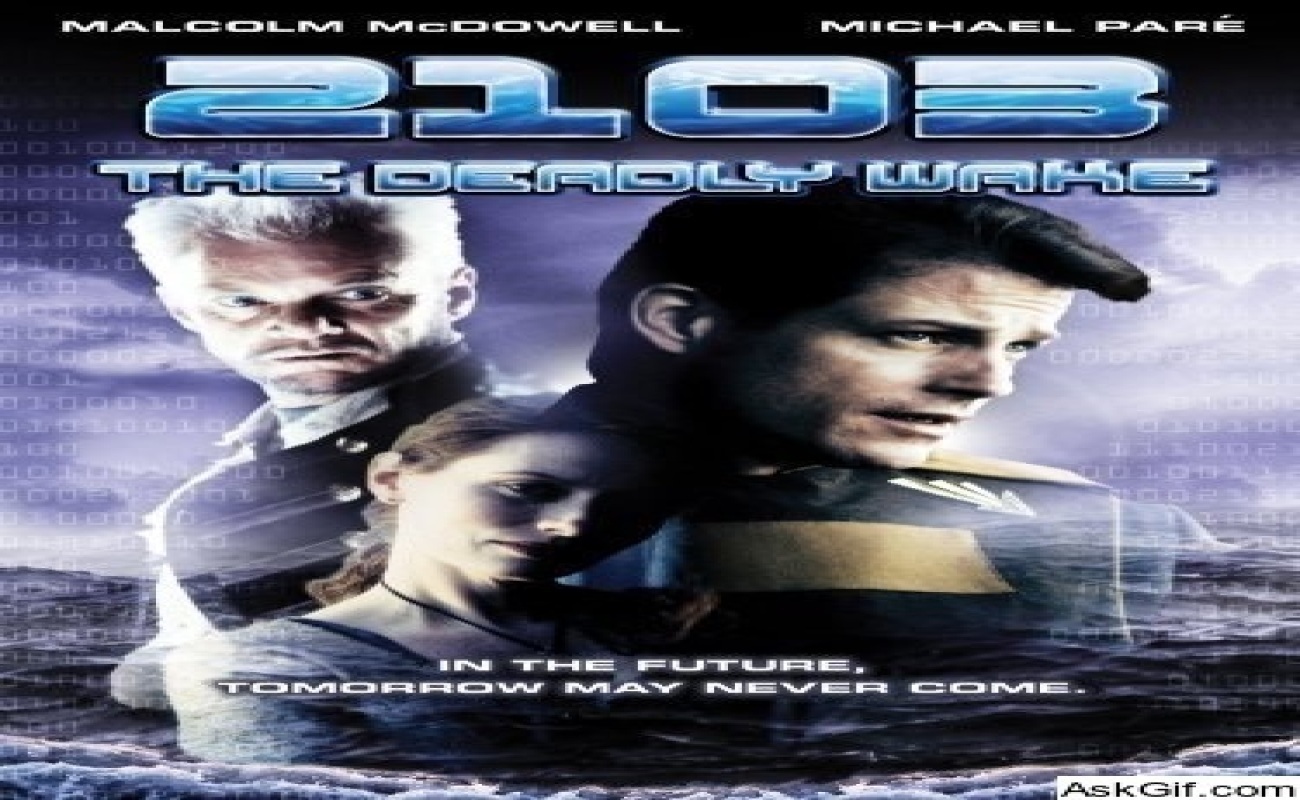 MALCOLM McDOWELL MICHAEL PARÉ
2103
THE DEADLY WAKE
IN THE FUTURE,
TOMORROW MAY NEVER COME.
AskGif.com